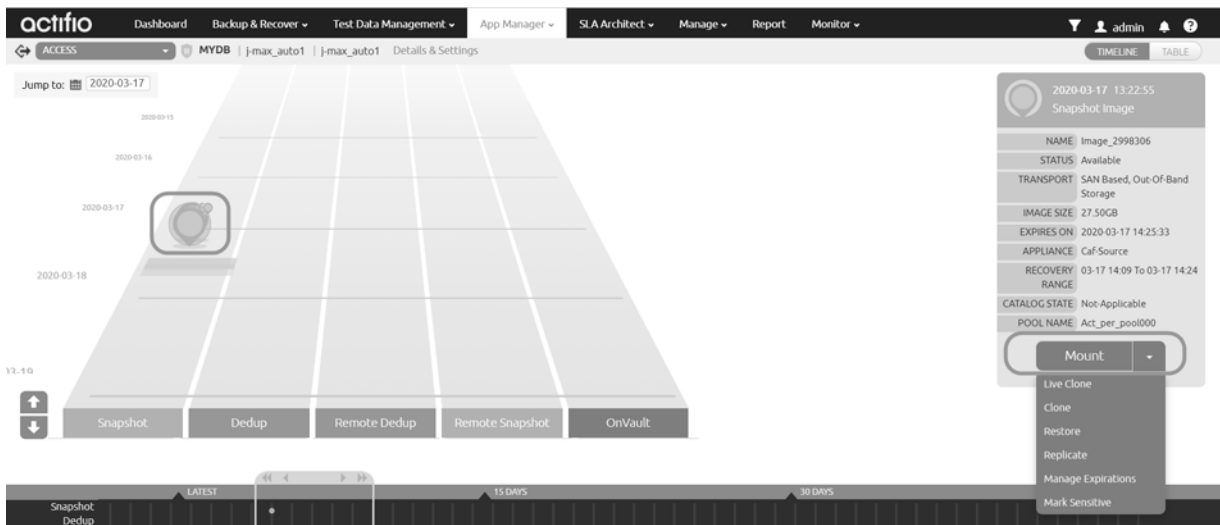 actifio Dashboard Backup & Recover Test Data Management App Manager SLA Architect Manage Report Monitor admin ?
ACCESS MYDB | j-max_auto1 | j-max_auto1 Details & Settings TIMELINE TABLE
Jump to: 2020-03-17
2020-03-15
2020-03-16
2020-03-17
2020-03-18
2020-03-17 13:22:55
Snapshot Image
NAME Image_2998306
STATUS Available
TRANSPORT SAN Based, Out-Of-Band
Storage
IMAGE SIZE 27.50GB
EXPIRES ON 2020-03-17 14:25:33
APPLIANCE Caf-Source
RECOVERY RANGE 03-17 14:09 To 03-17 14:24
CATALOG STATE Not-Applicable
POOL NAME Act_per_pool000
Mount
Live Clone
Clone
Restore
Replicate
Manage Expirations
Mark Sensitive
Snapshot Dedup Remote Dedup Remote Snapshot OnVault
LATEST 15 DAYS 30 DAYS
Snapshot
Dedup